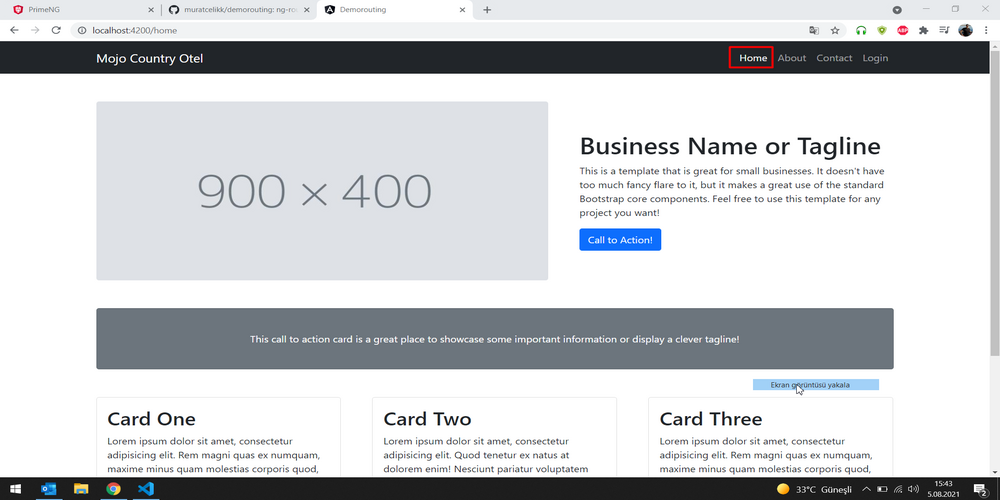 PrimeNG
muratcelikk/demorouting: ng-ro
Demorouting
localhost:4200/home
ABP
Mojo Country Otel
Home
About
Contact
Login
900 × 400
Business Name or Tagline
This is a template that is great for small businesses. It doesn't have
too much fancy flare to it, but it makes a great use of the standard
Bootstrap core components. Feel free to use this template for any
project you want!
Call to Action!
This call to action card is a great place to showcase some important information or display a clever tagline!
Ekran görüntüsü yakala
Card One
Lorem ipsum dolor sit amet, consectetur
adipisicing elit. Rem magni quas ex numquam,
maxime minus quam molestias corporis quod,
Card Two
Lorem ipsum dolor sit amet, consectetur
adipisicing elit. Quod tenetur ex natus at
dolorem enim! Nesciunt pariatur voluptatem
Card Three
Lorem ipsum dolor sit amet, consectetur
adipisicing elit. Rem magni quas ex numquam,
maxime minus quam molestias corporis quod,
33°C Güneşli
15:43
5.08.2021
2